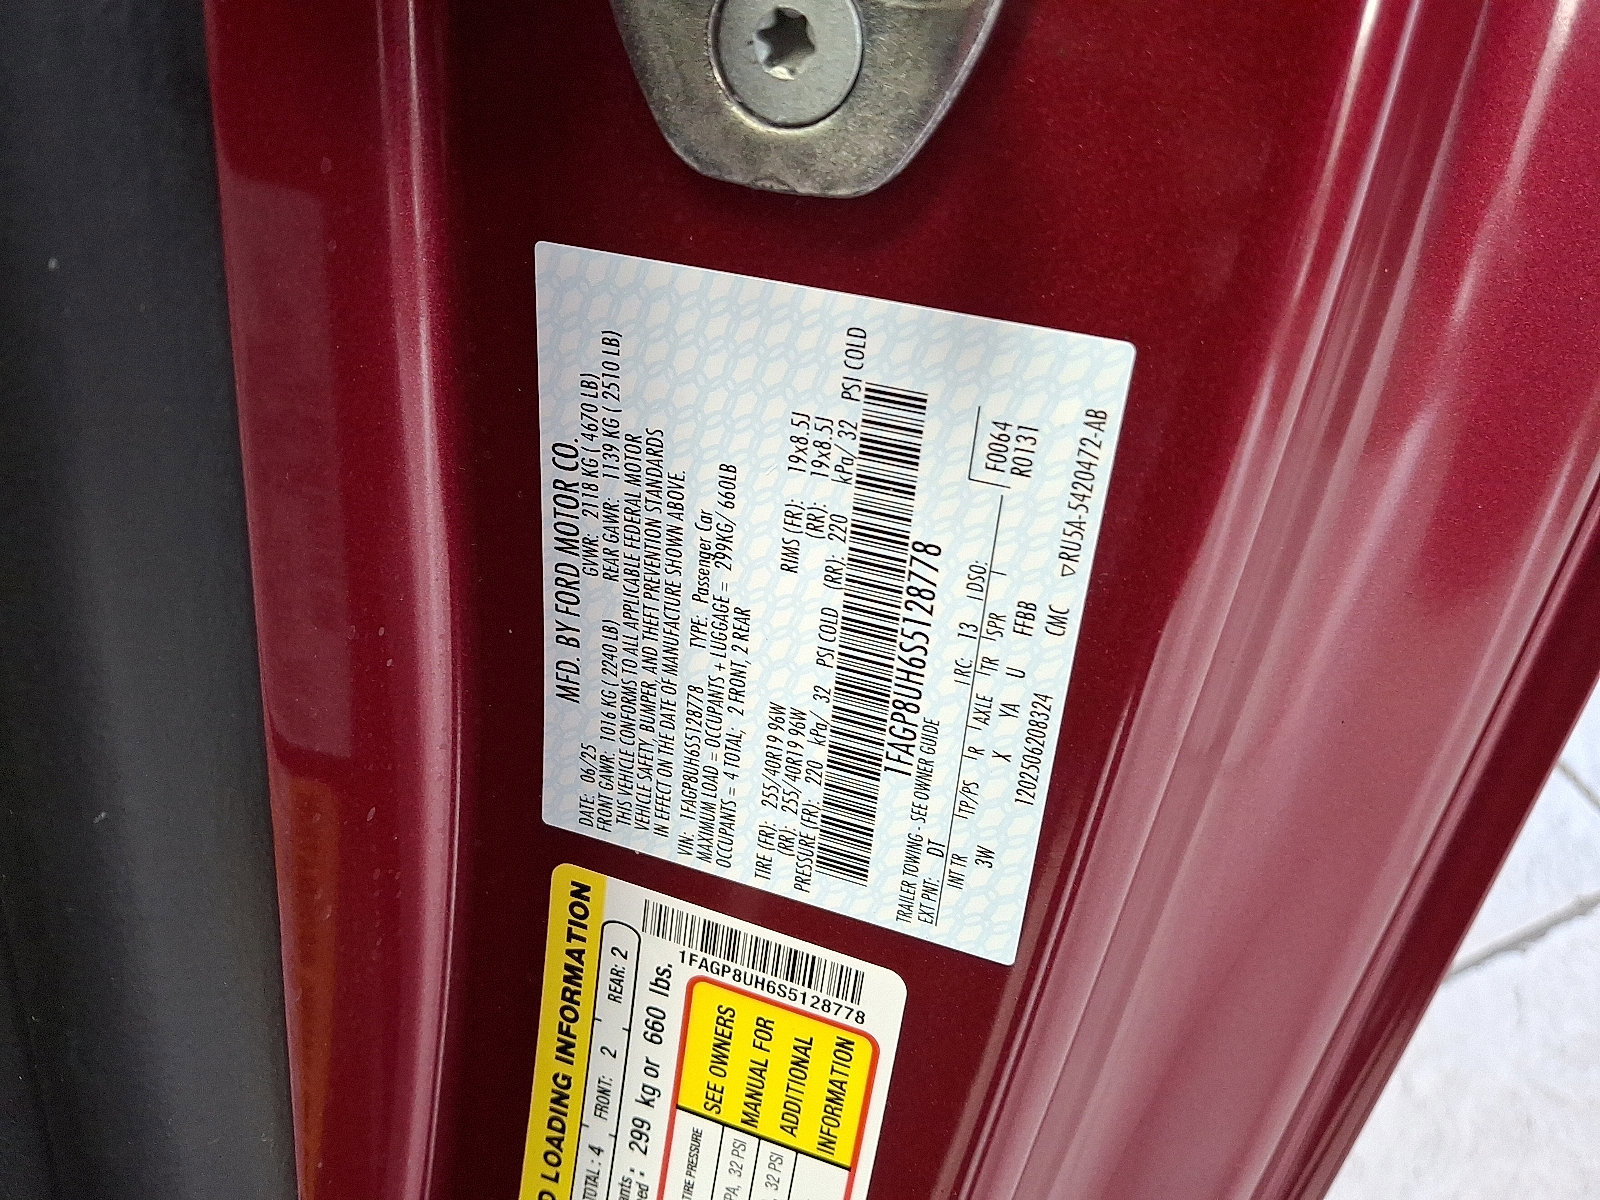 MFD. BY FORD MOTOR CO.
DATE: 06/25 GVWR: 2118 KG ( 4670 LB)
FRONT GAWR: 1016 KG ( 2240 LB) REAR GAWR: 1139 KG ( 2510 LB)
THIS VEHICLE CONFORMS TO ALL APPLICABLE FEDERAL MOTOR
VEHICLE SAFETY, BUMPER, AND THEFT PREVENTION STANDARDS
IN EFFECT ON THE DATE OF MANUFACTURE SHOWN ABOVE.
VIN: 1FAGP8UH6S5128778 TYPE: Passenger Car
MAXIMUM LOAD = OCCUPANTS + LUGGAGE = 299KG/ 660LB
OCCUPANTS = 4 TOTAL; 2 FRONT, 2 REAR
TIRE (FR): 255/40R19 96W RIMS (FR): 19x8.5J
(RR): 255/40R19 96W (RR): 19x8.5J
PRESSURE (FR): 220 kPa/ 32 PSI COLD (RR): 220 kPa/ 32 PSI COLD
1FAGP8UH6S5128778
TRAILER TOWING - SEE OWNER GUIDE
EXT PNT: DT RC: 13 DSO: F0064
INT TR TP/PS R AXLE TR SPR R0131
3W X YA U FFBB
12025062083​24 CMC ▽RU5A-5420472-AB
LOADING INFORMATION
TOTAL: 4 FRONT: 2 REAR: 2
299 kg or 660 lbs.
1FAGP8UH6S5128778
TIRE PRESSURE
32 PSI
32 PSI
SEE OWNERS
MANUAL FOR
ADDITIONAL
INFORMATION